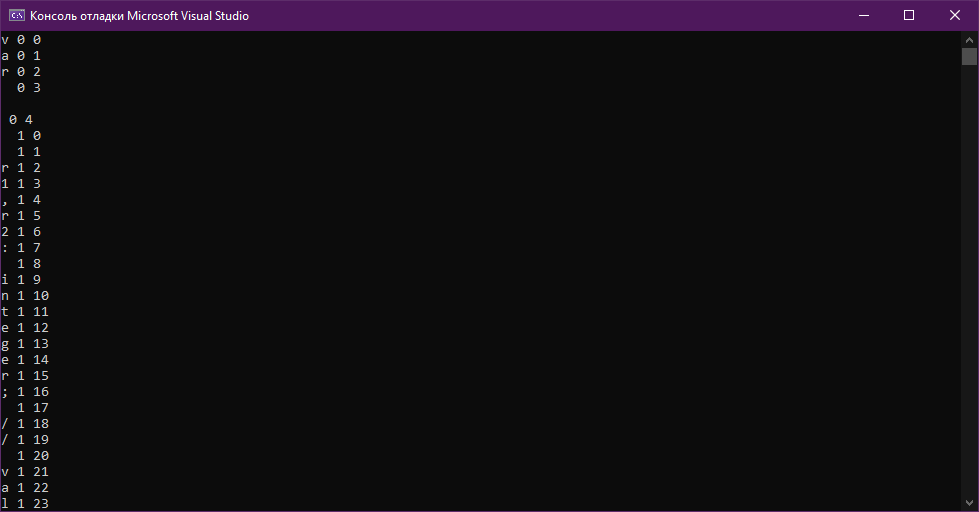 Консоль отладки Microsoft Visual Studio
v 0 0
a 0 1
r 0 2
  0 3

 0 4
  1 0
  1 1
r 1 2
1 1 3
, 1 4
r 1 5
2 1 6
: 1 7
  1 8
i 1 9
n 1 10
t 1 11
e 1 12
g 1 13
e 1 14
r 1 15
; 1 16
  1 17
/ 1 18
/ 1 19
  1 20
v 1 21
a 1 22
l 1 23